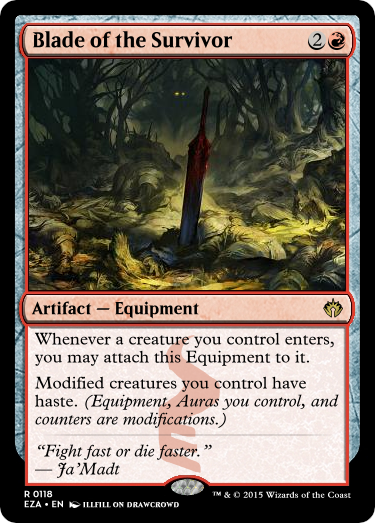 Blade of the Survivor 2
Artifact — Equipment
Whenever a creature you control enters,
you may attach this Equipment to it.
Modified creatures you control have
haste. (Equipment, Auras you control, and
counters are modifications.)
“Fight fast or die faster.”
— Ja’Madt
R 0118
EZA • EN ILLFILL ON DRAWCROWD
™ & © 2015 Wizards of the Coast